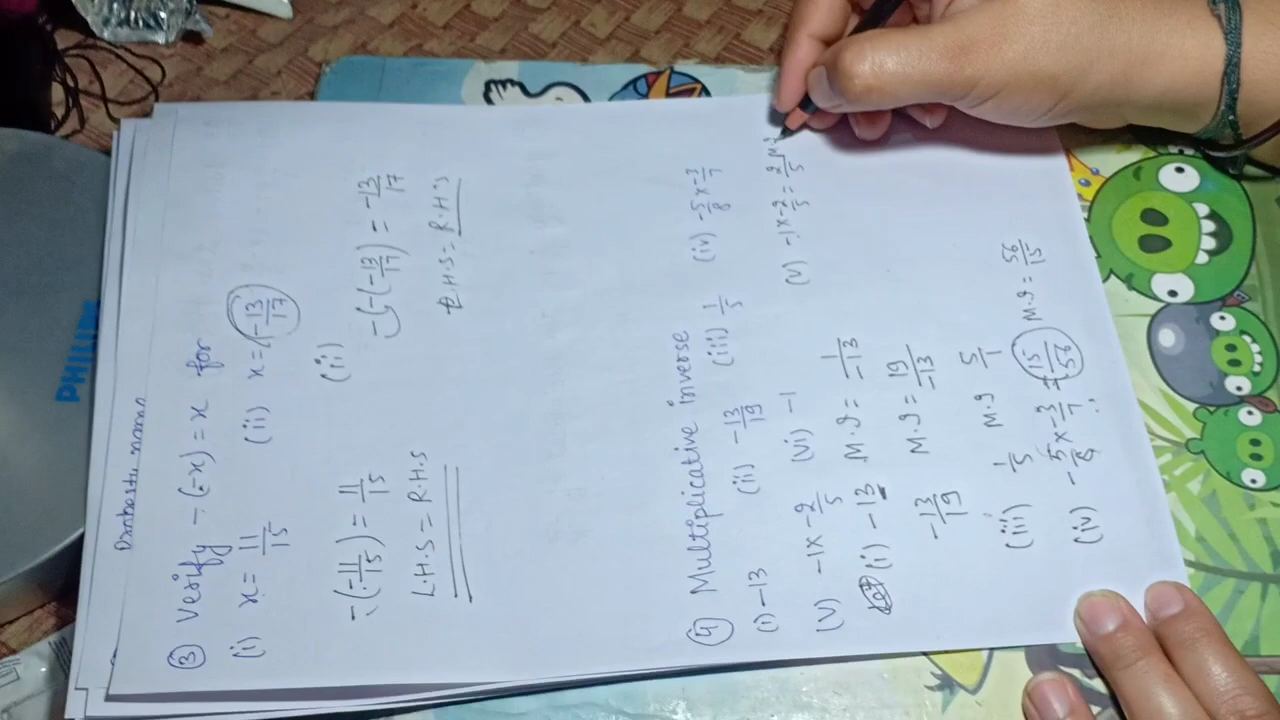 PHILIP
③ Verify -(-x) = x for
(i) x = 11/15 (ii) x = -13/17
-(-11/15) = 11/15
L.H.S = R.H.S
(ii)
-(-(-13/17)) = -13/17
L.H.S = R.H.S
④ Multiplicative inverse
(i) -13 (ii) -13/19 (iii) 1/5 (iv) -5/8 x -3/7
(v) -1x-2/5 (vi) -1
(i) -13 M.I = 1/-13
-13/19 M.I = 19/-13
(iii) 1/5 M.I 5/1
(iv) -5/8 x -3/7 = 15/56 M.I = 56/15
(v) -1x-2/5 = 2/5 M.I